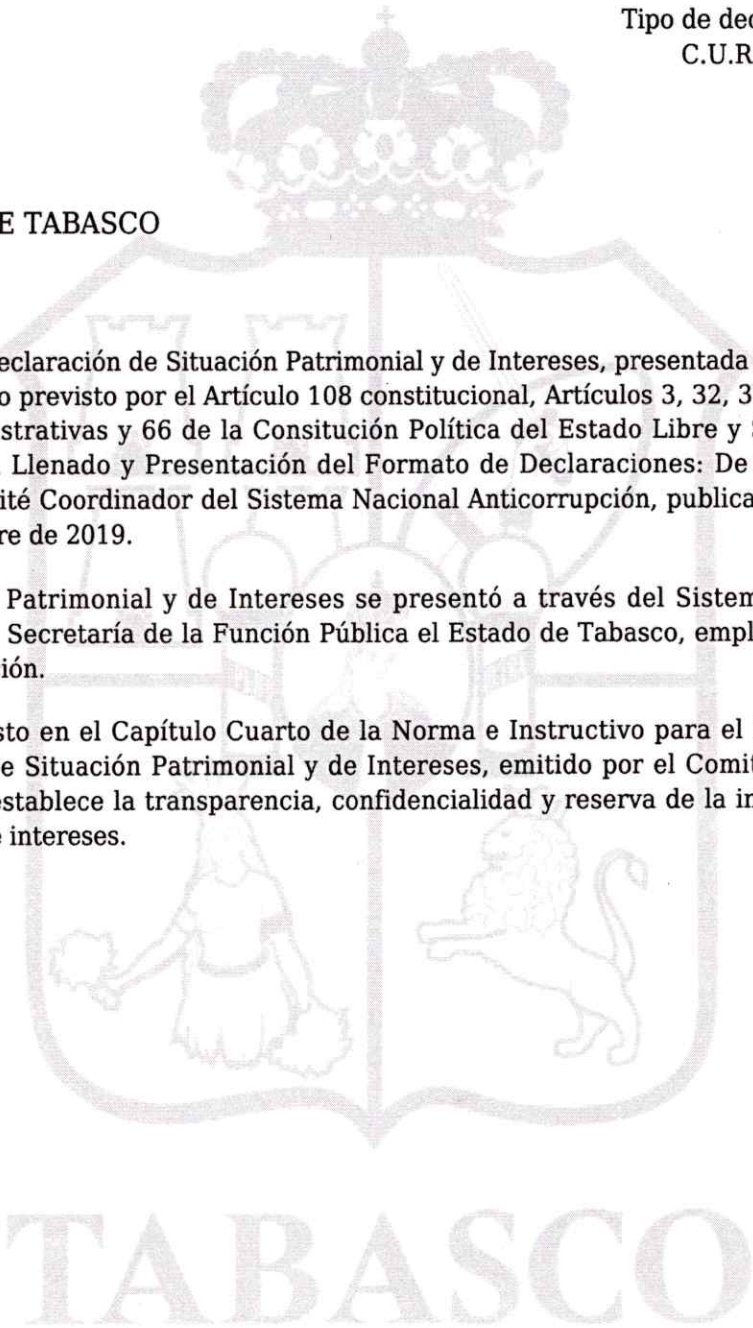 Tipo de dec
C.U.R
E TABASCO
eclaración de Situación Patrimonial y de Intereses, presentada
o previsto por el Artículo 108 constitucional, Artículos 3, 32, 3
strativas y 66 de la Consitución Política del Estado Libre y
Llenado y Presentación del Formato de Declaraciones: De
ité Coordinador del Sistema Nacional Anticorrupción, publica
re de 2019.
Patrimonial y de Intereses se presentó a través del Sistem
Secretaría de la Función Pública el Estado de Tabasco, empl
ión.
sto en el Capítulo Cuarto de la Norma e Instructivo para el
e Situación Patrimonial y de Intereses, emitido por el Comit
establece la transparencia, confidencialidad y reserva de la in
e intereses.
TABASCO